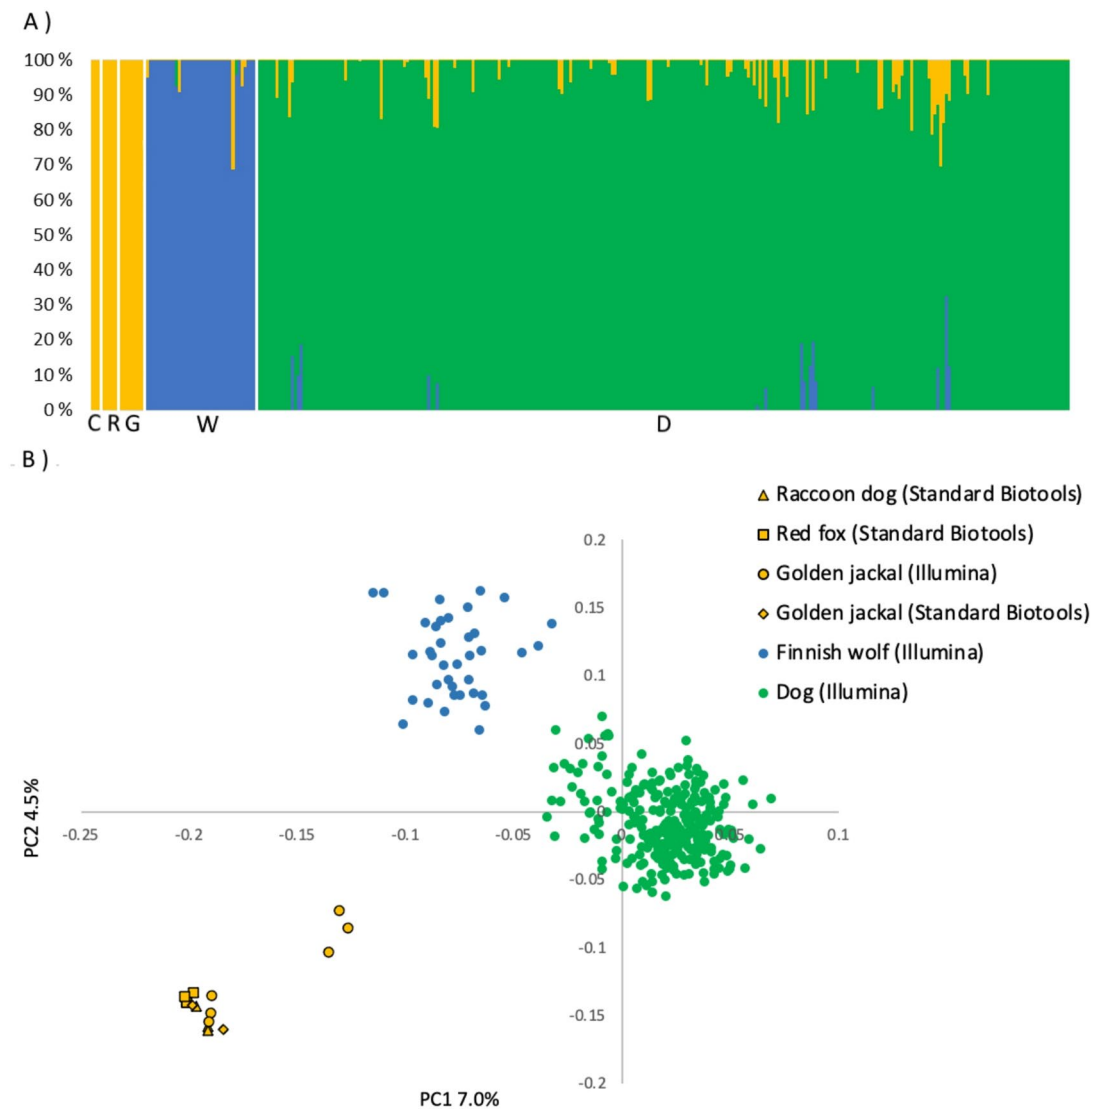 A )
100 %
90 %
80 %
70 %
60 %
50 %
40 %
30 %
20 %
10 %
0 %
C R G W D
B )
Raccoon dog (Standard Biotools)
Red fox (Standard Biotools)
Golden jackal (Illumina)
Golden jackal (Standard Biotools)
Finnish wolf (Illumina)
Dog (Illumina)
0.2
0.15
0.1
0.05
0
-0.25 -0.2 -0.15 -0.1 -0.05 0 0.05 0.1
-0.05
-0.1
-0.15
-0.2
PC2 4.5%
PC1 7.0%